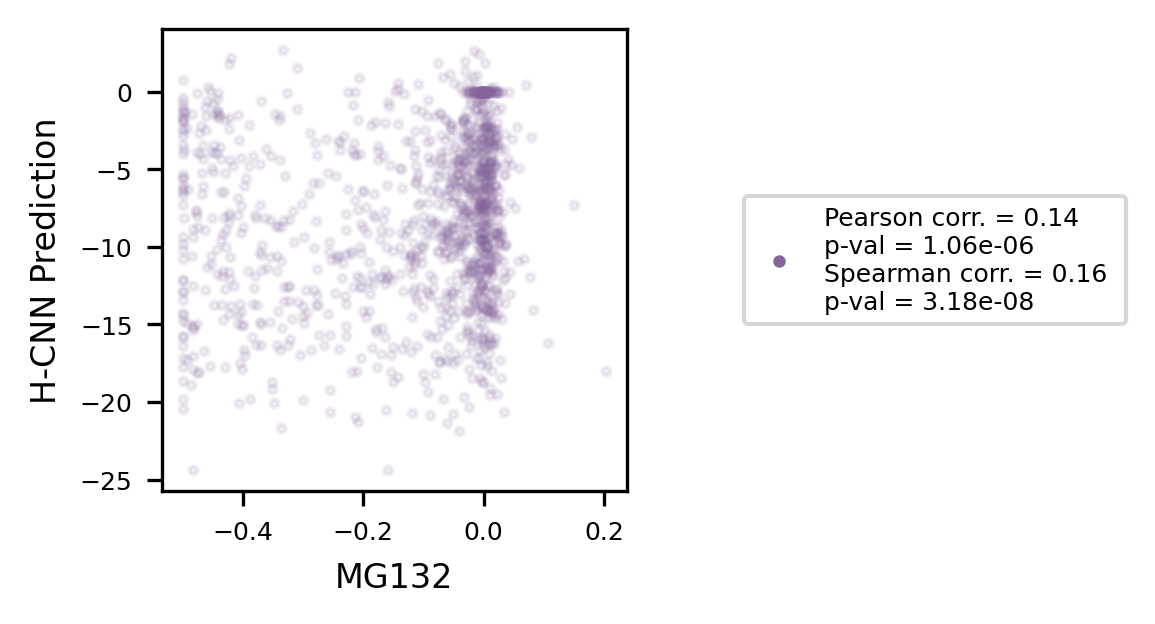 H-CNN Prediction
0
−5
−10
−15
−20
−25
−0.4
−0.2
0.0
0.2
MG132
Pearson corr. = 0.14
p-val = 1.06e-06
Spearman corr. = 0.16
p-val = 3.18e-08